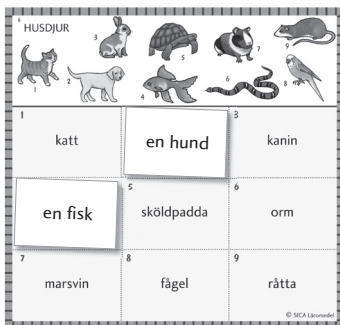 6
HUSDJUR
1
2
3
4
5
6
7
8
9
1
katt
en hund
3
kanin
en fisk
5
sköldpadda
6
orm
7
marsvin
8
fågel
9
råtta
© SICA Läromedel